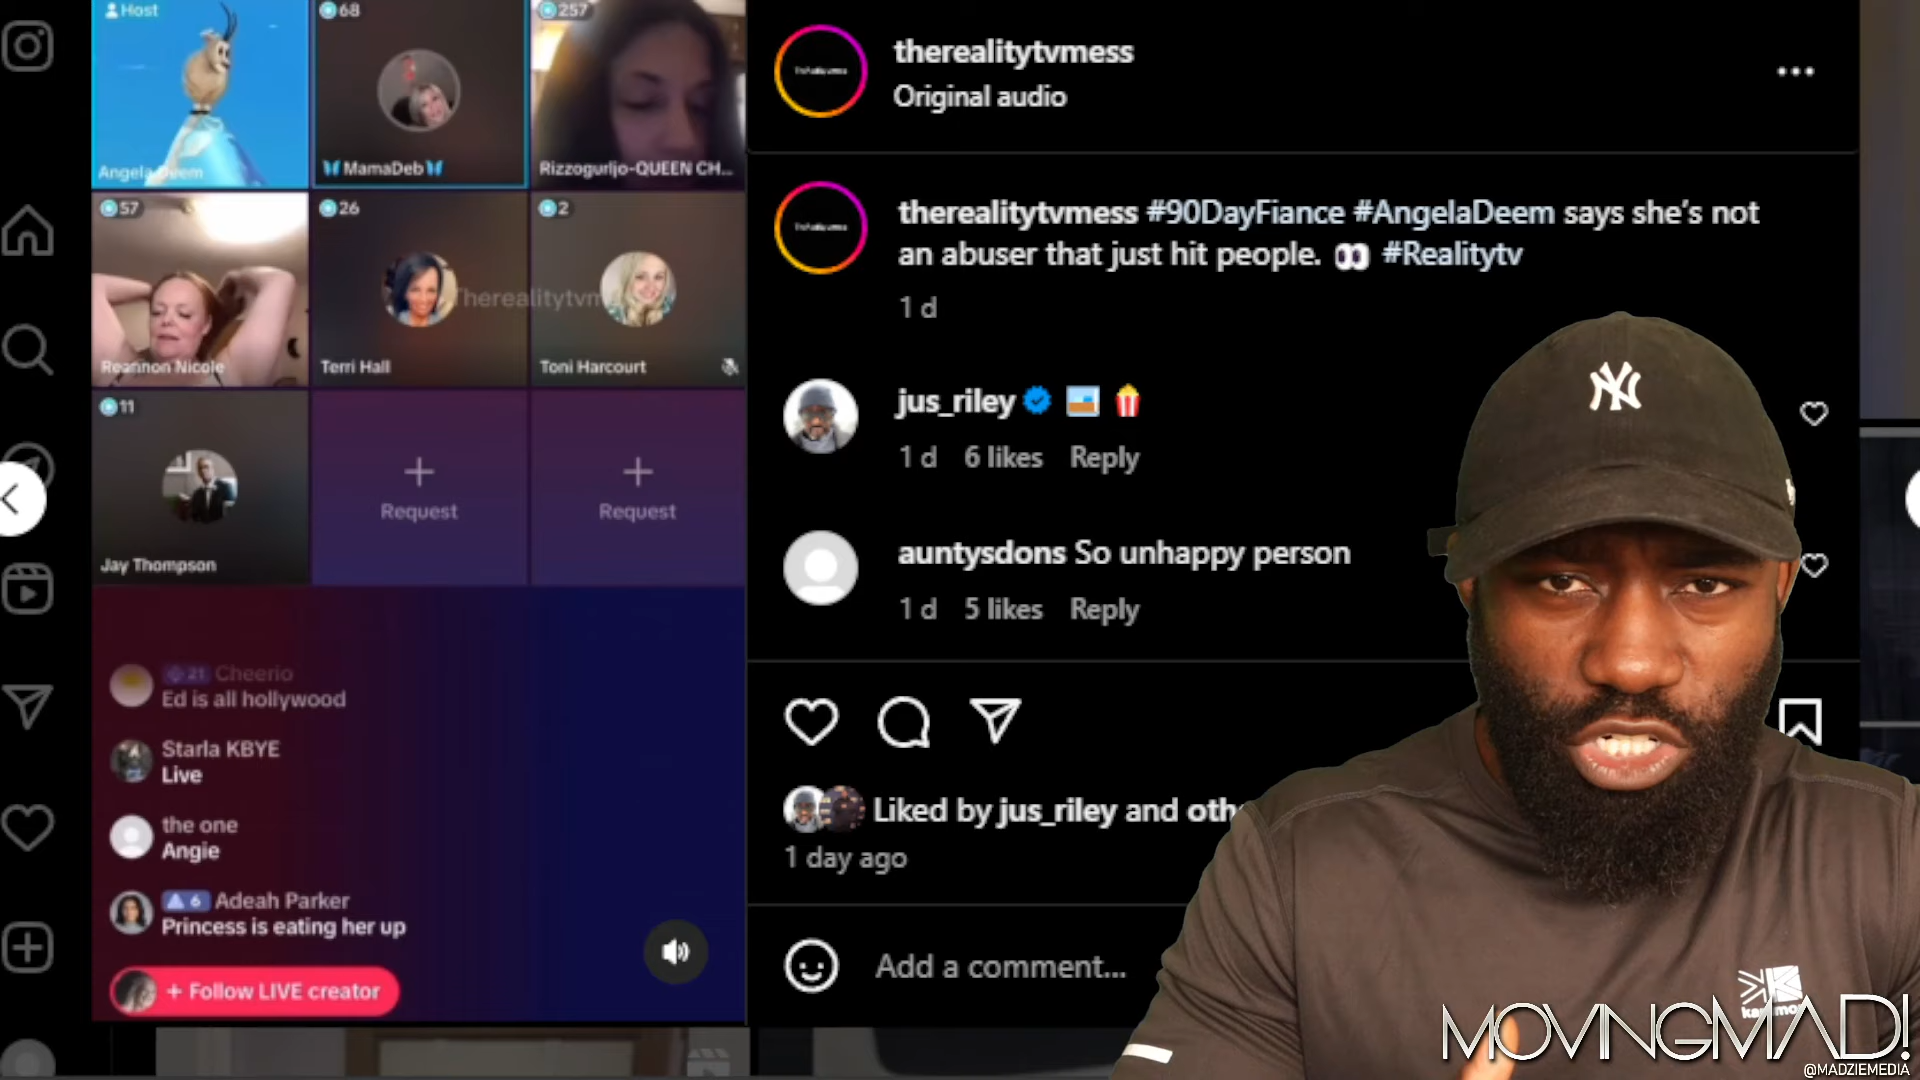 Host
68
257
Angela Deem
MamaDeb
Rizzogurljo-QUEEN CH...
57
26
2
Reannon Nicole
Terri Hall
Toni Harcourt
11
Request
Request
Jay Thompson
21 Cheerio
Ed is all hollywood
Starla KBYE
Live
the one
Angie
6 Adeah Parker
Princess is eating her up
+ Follow LIVE creator
therealitytvmess
Original audio
therealitytvmess #90DayFiance #AngelaDeem says she's not
an abuser that just hit people. 👀 #Realitytv
1 d
jus_riley 🍿
1 d 6 likes Reply
auntysdons So unhappy person
1 d 5 likes Reply
Liked by jus_riley and oth
1 day ago
Add a comment...
NY
MOVINGMAD!
@MADZIEMEDIA